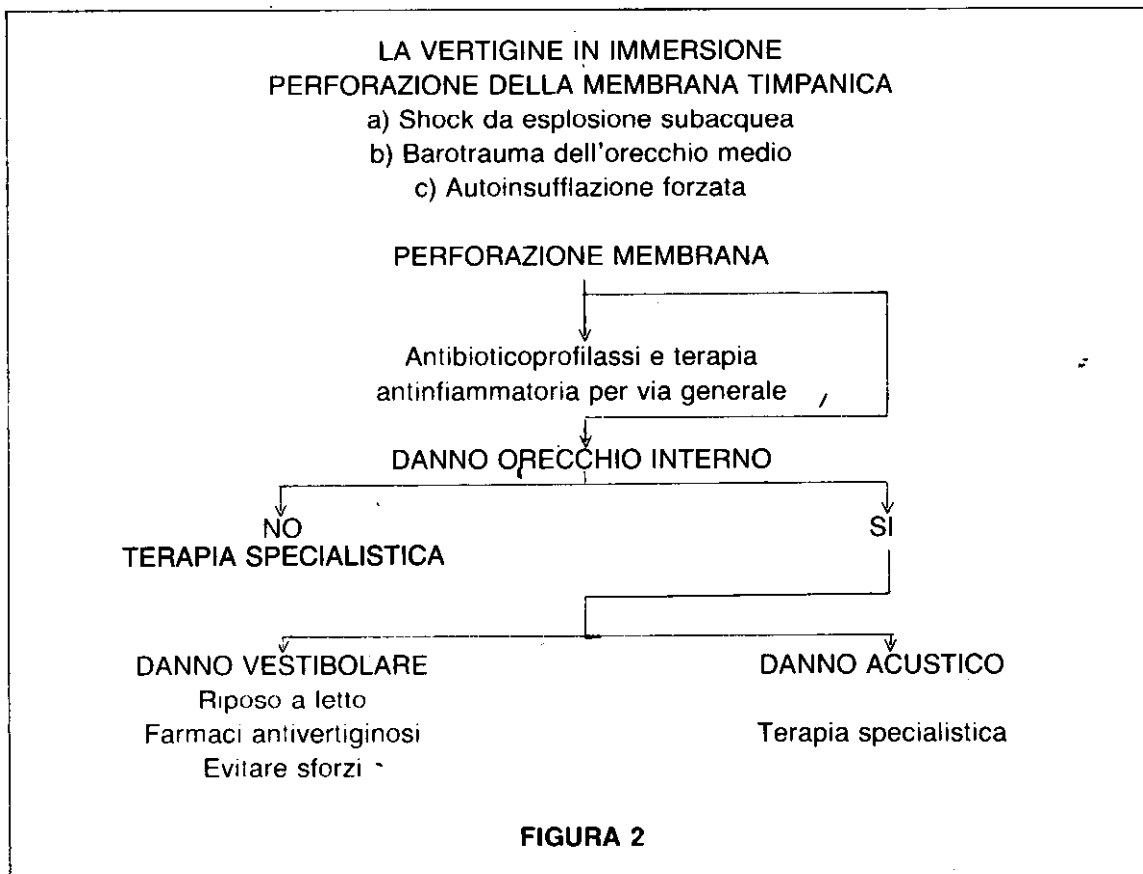 LA VERTIGINE IN IMMERSIONE
PERFORAZIONE DELLA MEMBRANA TIMPANICA
a) Shock da esplosione subacquea
b) Barotrauma dell'orecchio medio
c) Autoinsufflazione forzata
PERFORAZIONE MEMBRANA
Antibioticoprofilassi e terapia
antinfiammatoria per via generale
DANNO ORECCHIO INTERNO
NO
SI
TERAPIA SPECIALISTICA
DANNO VESTIBOLARE
Riposo a letto
Farmaci antivertiginosi
Evitare sforzi
DANNO ACUSTICO
Terapia specialistica
FIGURA 2